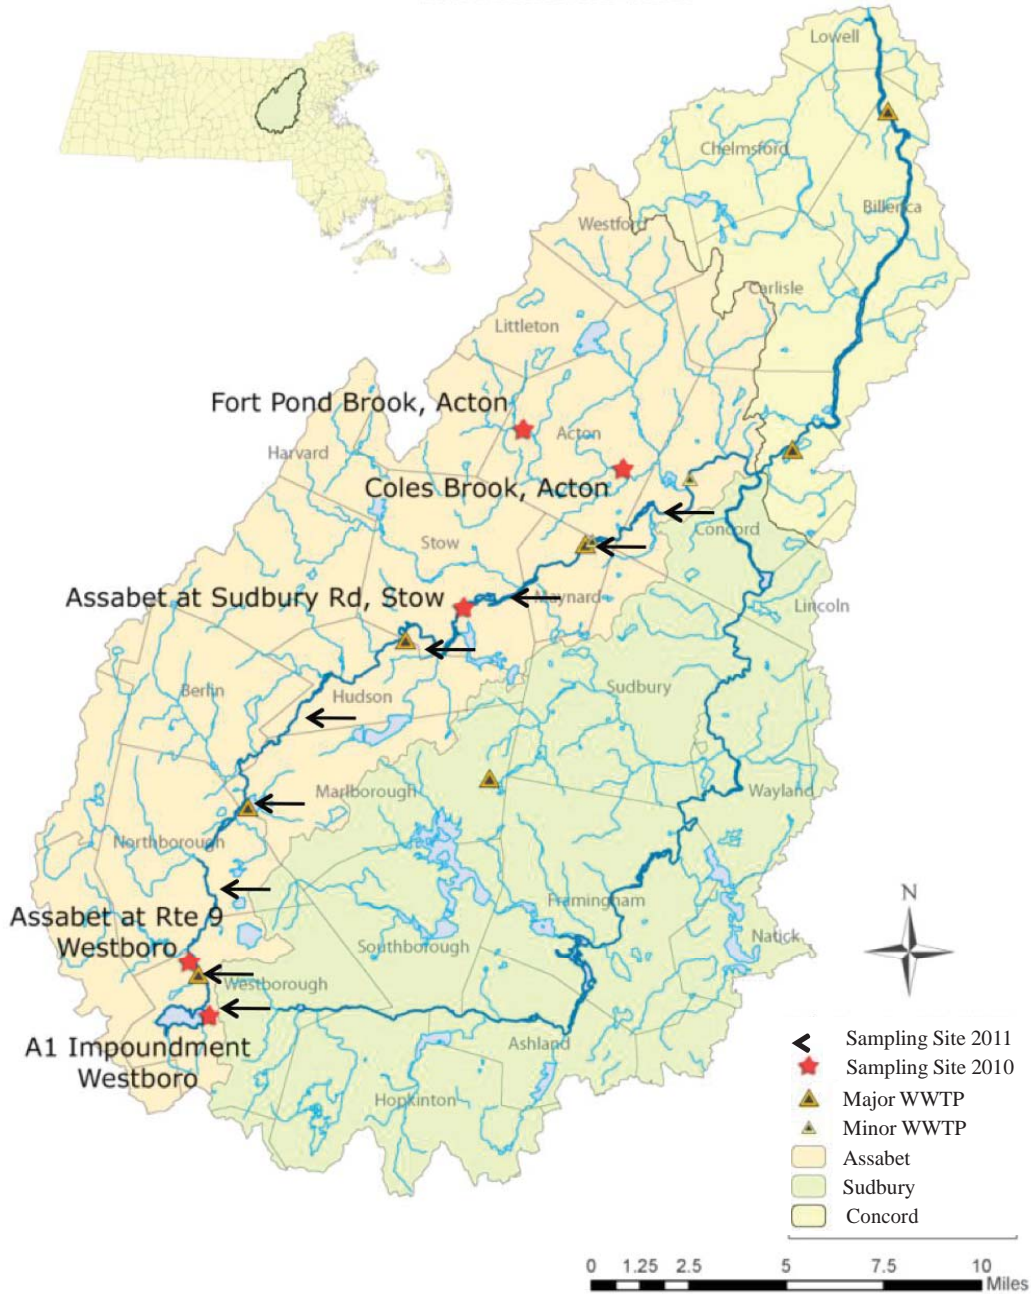 Lowell
Chelmsford
Billerica
Westford
Carlisle
Littleton
Fort Pond Brook, Acton
Acton
Harvard
Coles Brook, Acton
Concord
Stow
Assabet at Sudbury Rd, Stow
Maynard
Lincoln
Berlin
Hudson
Sudbury
Marlborough
Wayland
Northborough
Framingham
Assabet at Rte 9
Westboro
Southborough
Natick
N
Westborough
A1 Impoundment
Westboro
Ashland
Hopkinton
Sampling Site 2011
Sampling Site 2010
Major WWTP
Minor WWTP
Assabet
Sudbury
Concord
0 1.25 2.5 5 7.5 10
Miles